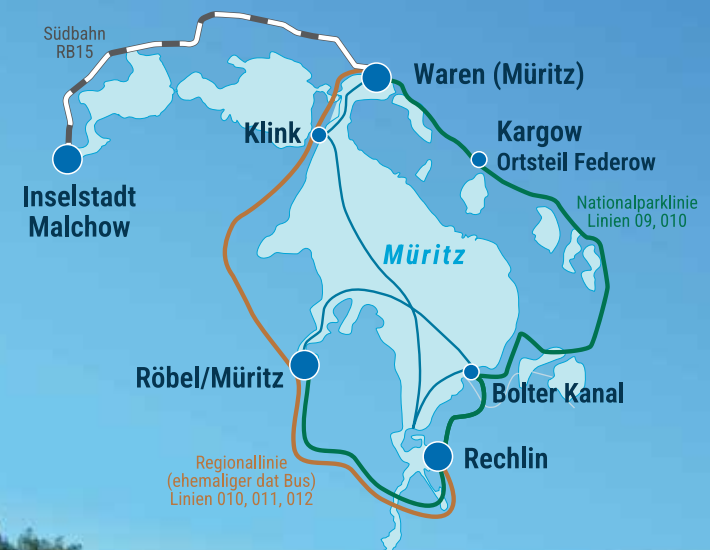 Südbahn
RB15
Waren (Müritz)
Klink
Kargow
Ortsteil Federow
Inselstadt
Malchow
Nationalparklinie
Linien 09, 010
Müritz
Röbel/Müritz
Bolter Kanal
Regionallinie
(ehemaliger dat Bus)
Linien 010, 011, 012
Rechlin